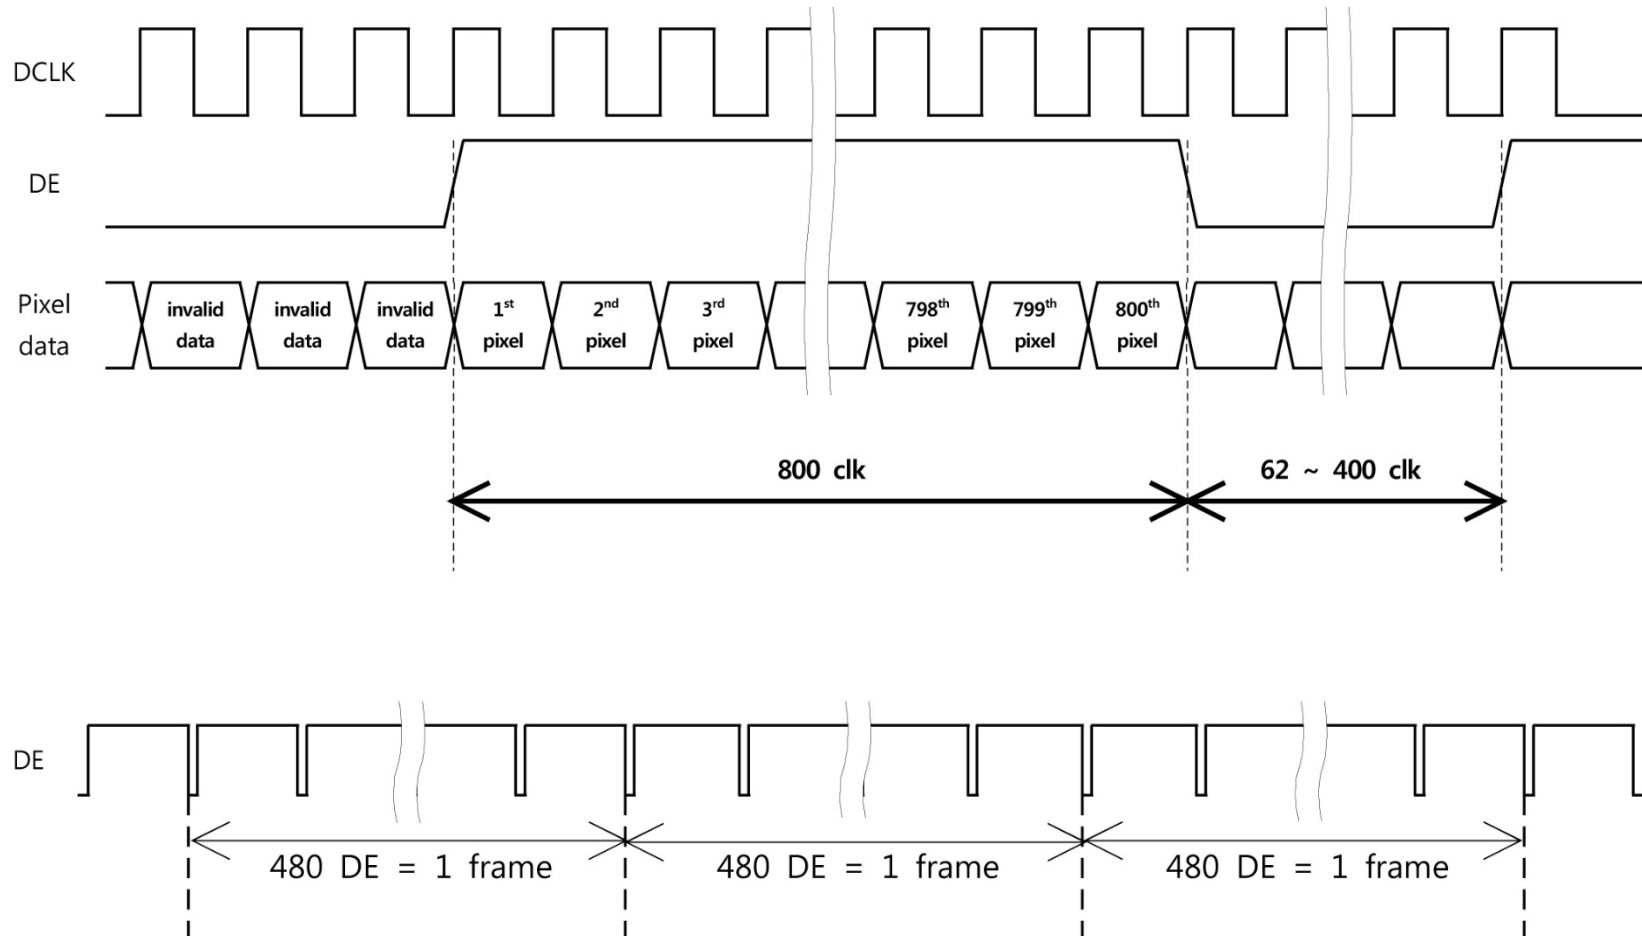 DCLK
DE
Pixel
data
invalid
data
invalid
data
invalid
data
1st
pixel
2nd
pixel
3rd
pixel
798th
pixel
799th
pixel
800th
pixel
800 clk
62 ~ 400 clk
DE
480 DE = 1 frame
480 DE = 1 frame
480 DE = 1 frame